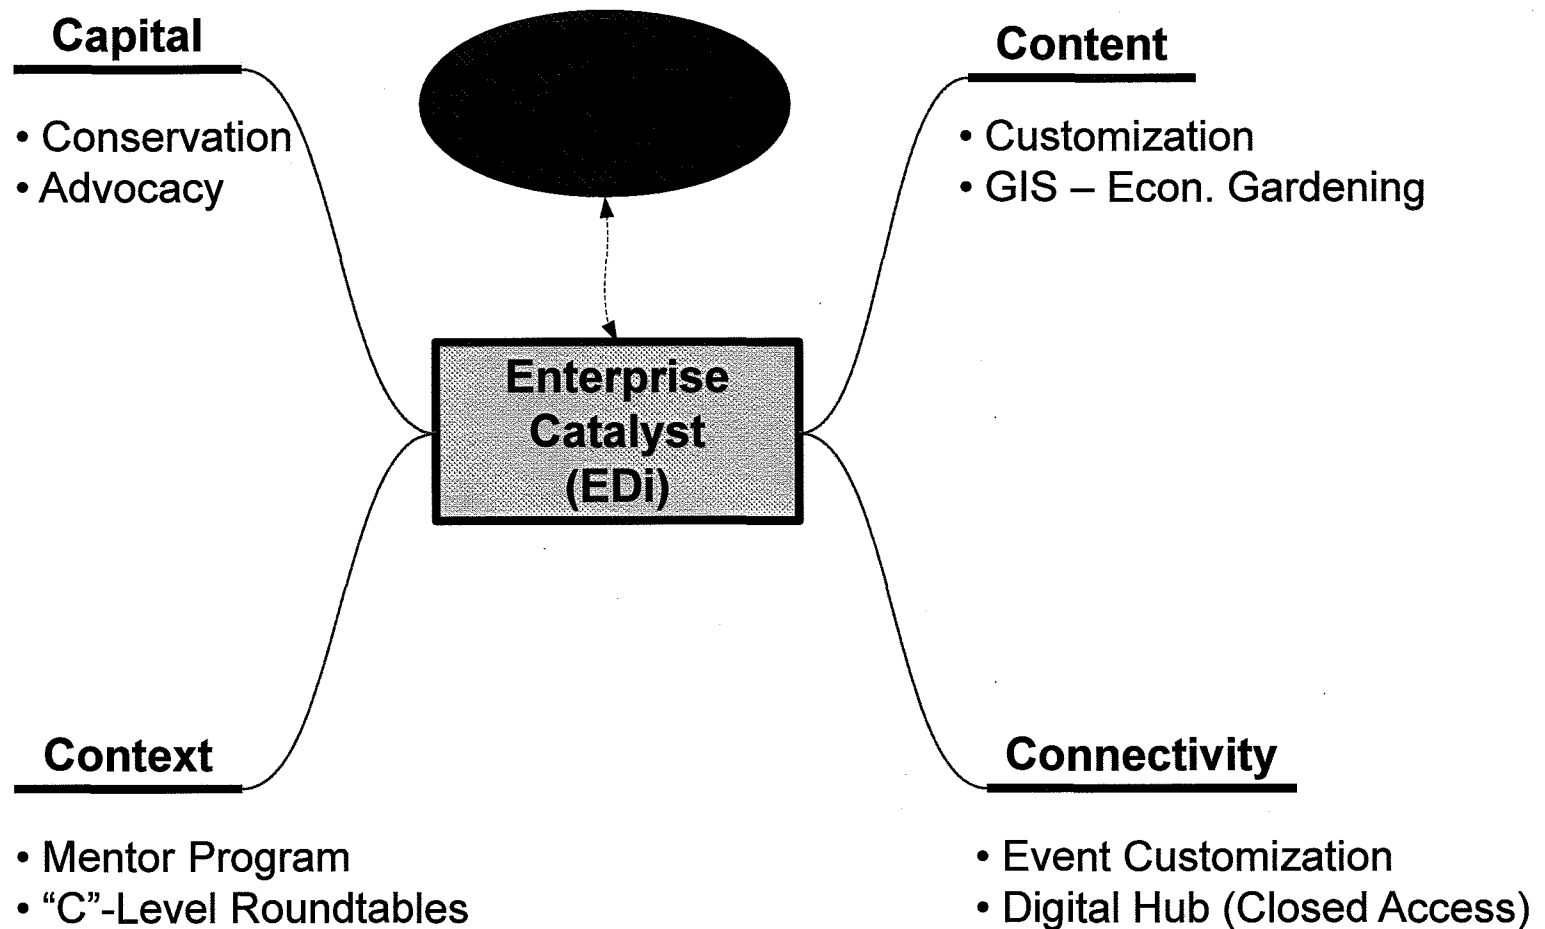 Capital
• Conservation
• Advocacy
Content
• Customization
• GIS – Econ. Gardening
Enterprise
Catalyst
(EDi)
Context
• Mentor Program
• “C”-Level Roundtables
Connectivity
• Event Customization
• Digital Hub (Closed Access)